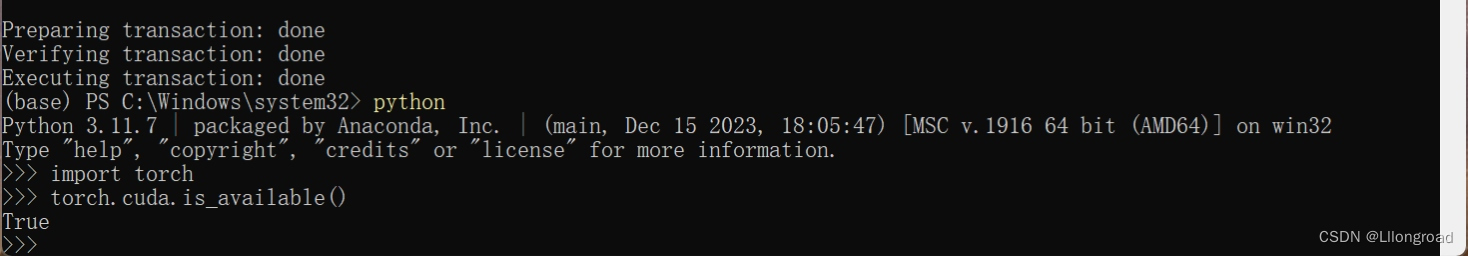 Preparing transaction: done
Verifying transaction: done
Executing transaction: done
(base) PS C:\Windows\system32> python
Python 3.11.7 | packaged by Anaconda, Inc. | (main, Dec 15 2023, 18:05:47) [MSC v.1916 64 bit (AMD64)] on win32
Type "help", "copyright", "credits" or "license" for more information.
>>> import torch
>>> torch.cuda.is_available()
True
>>>
CSDN @Lllongroad